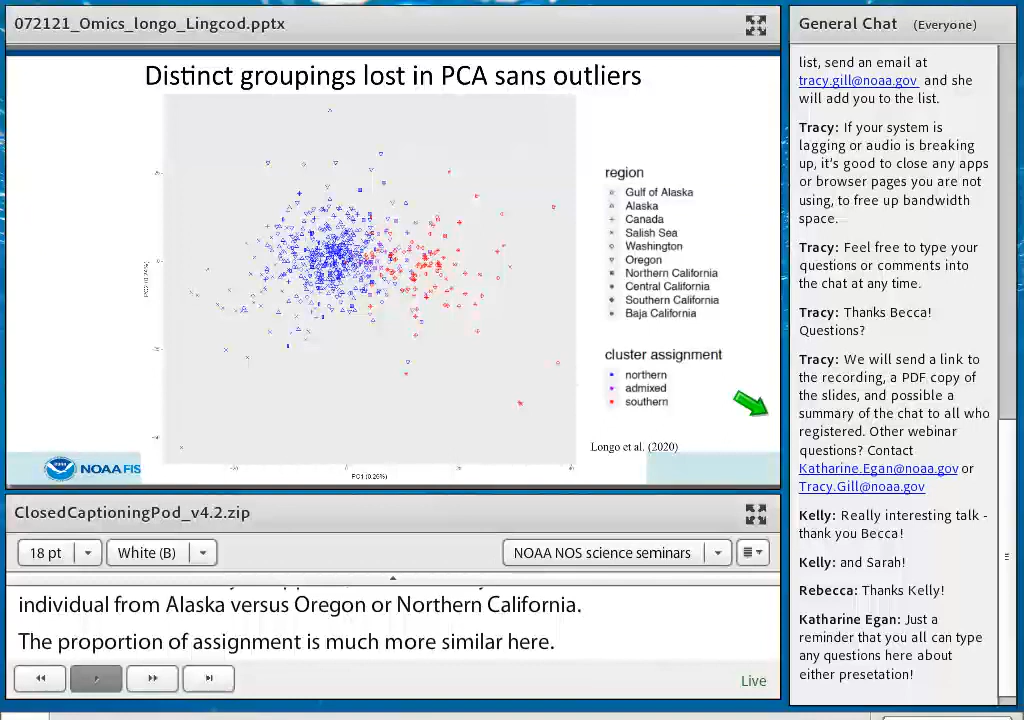 072121_Omics_longo_Lingcod.pptx
Distinct groupings lost in PCA sans outliers
region
Gulf of Alaska
Alaska
Canada
Salish Sea
Washington
Oregon
Northern California
Central California
Southern California
Baja California
cluster assignment
northern
admixed
southern
Longo et al. (2020)
PC1 (0.26%)
NOAA FIS
ClosedCaptioningPod_v4.2.zip
18 pt
White (B)
NOAA NOS science seminars
individual from Alaska versus Oregon or Northern California.
The proportion of assignment is much more similar here.
Live
General Chat (Everyone)
list, send an email at
tracy.gill@noaa.gov and she
will add you to the list.
Tracy: If your system is
lagging or audio is breaking
up, it's good to close any apps
or browser pages you are not
using, to free up bandwidth
space.
Tracy: Feel free to type your
questions or comments into
the chat at any time.
Tracy: Thanks Becca!
Questions?
Tracy: We will send a link to
the recording, a PDF copy of
the slides, and possible a
summary of the chat to all who
registered. Other webinar
questions? Contact
Katharine.Egan@noaa.gov or
Tracy.Gill@noaa.gov
Kelly: Really interesting talk -
thank you Becca!
Kelly: and Sarah!
Rebecca: Thanks Kelly!
Katharine Egan: Just a
reminder that you all can type
any questions here about
either presetation!